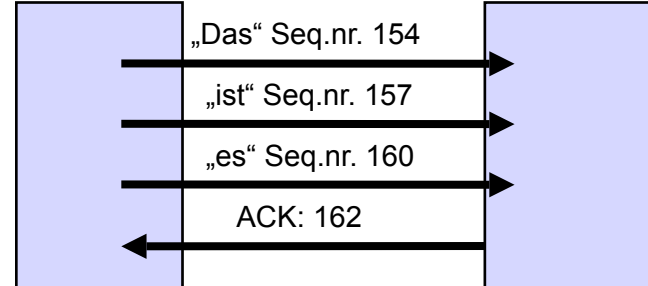 „Das“ Seq.nr. 154
„ist“ Seq.nr. 157
„es“ Seq.nr. 160
ACK: 162